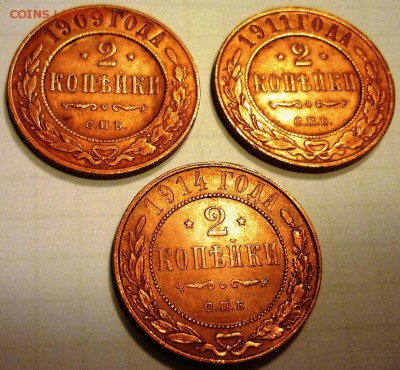 COINS.
1909 ГОДА
2
КОПѢЙКИ
С.П.Б.
1911 ГОДА
2
КОПѢЙКИ
С.П.Б.
1914 ГОДА
2
КОПѢЙКИ
С.П.Б.